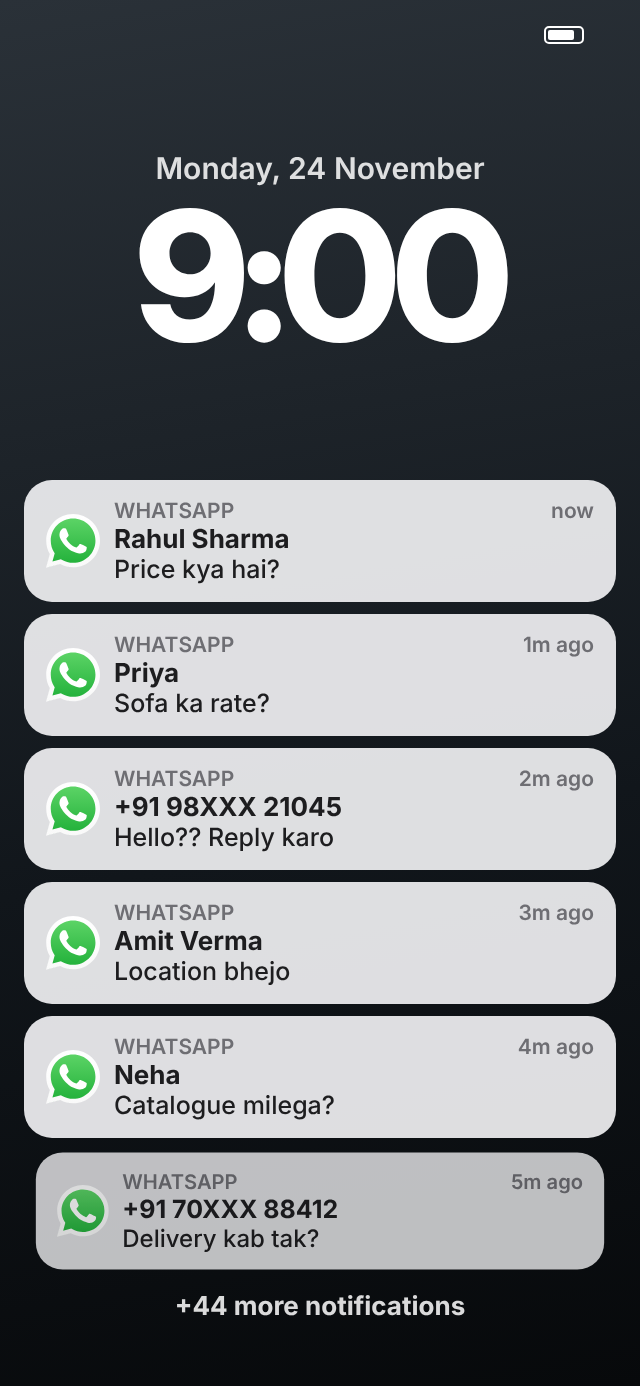 Monday, 24 November
9:00
WHATSAPP now
Rahul Sharma
Price kya hai?
WHATSAPP 1m ago
Priya
Sofa ka rate?
WHATSAPP 2m ago
+91 98XXX 21045
Hello?? Reply karo
WHATSAPP 3m ago
Amit Verma
Location bhejo
WHATSAPP 4m ago
Neha
Catalogue milega?
WHATSAPP 5m ago
+91 70XXX 88412
Delivery kab tak?
+44 more notifications